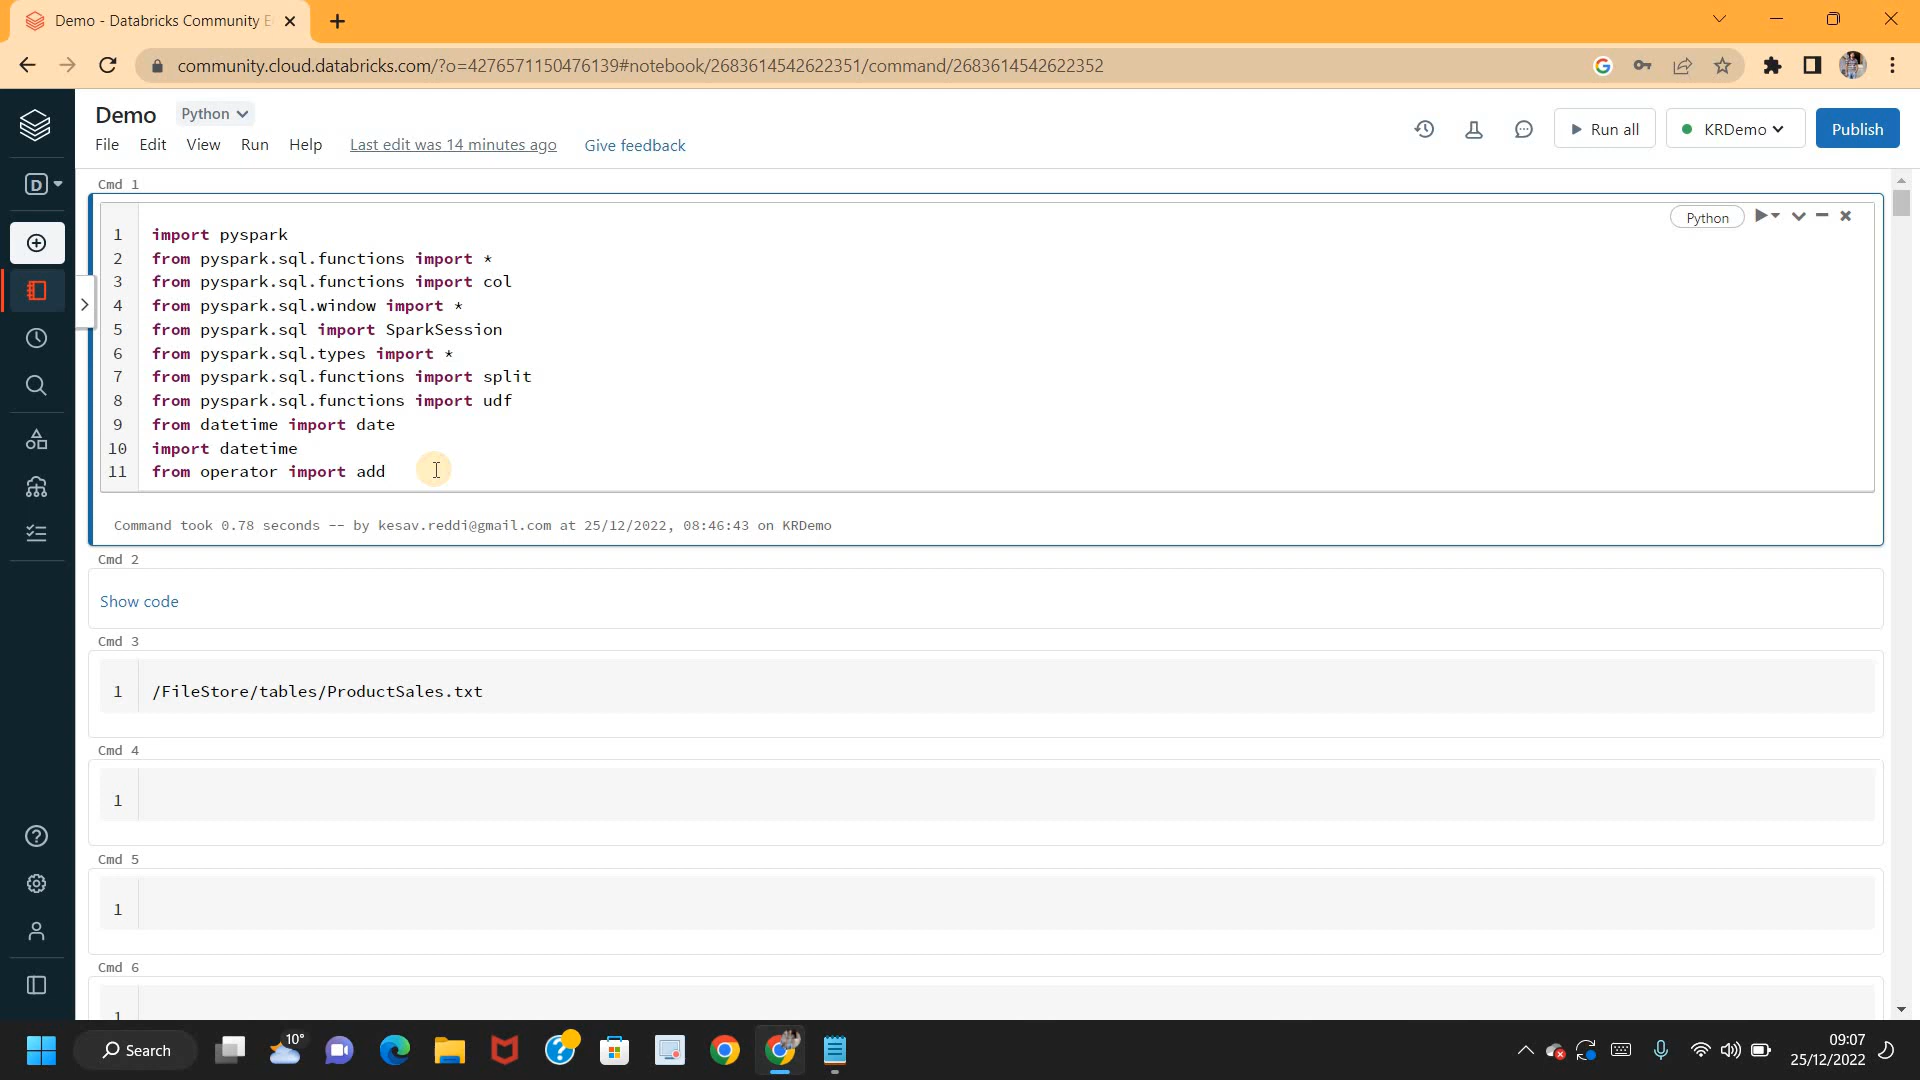 Demo - Databricks Community E
community.cloud.databricks.com/?o=4276571150476139#notebook/2683614542622351/command/2683614542622352
Demo Python
File Edit View Run Help Last edit was 14 minutes ago Give feedback
Run all KRDemo Publish
D
Cmd 1
Python
1 import pyspark
2 from pyspark.sql.functions import *
3 from pyspark.sql.functions import col
4 from pyspark.sql.window import *
5 from pyspark.sql import SparkSession
6 from pyspark.sql.types import *
7 from pyspark.sql.functions import split
8 from pyspark.sql.functions import udf
9 from datetime import date
10 import datetime
11 from operator import add
Command took 0.78 seconds -- by kesav.reddi@gmail.com at 25/12/2022, 08:46:43 on KRDemo
Cmd 2
Show code
Cmd 3
1 /FileStore/tables/ProductSales.txt
Cmd 4
1
Cmd 5
1
Cmd 6
1
Search
10°
09:07
25/12/2022